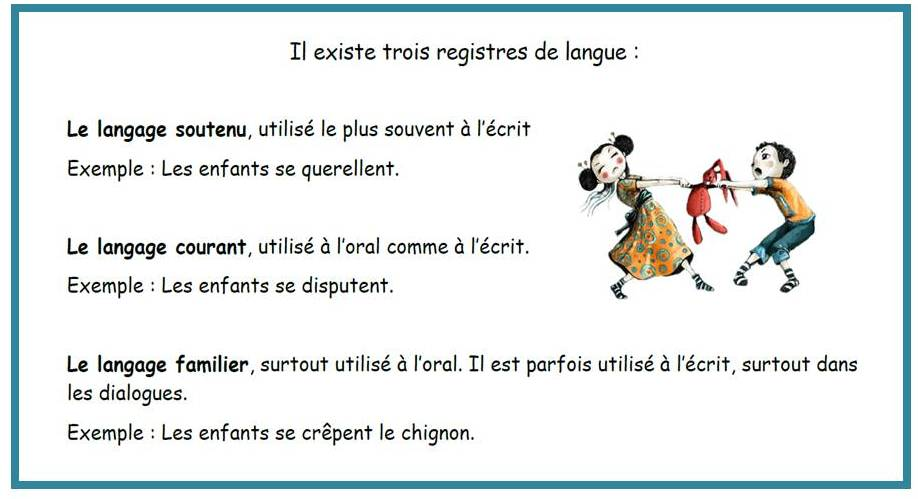 Il existe trois registres de langue :
Le langage soutenu, utilisé le plus souvent à l'écrit
Exemple : Les enfants se querellent.
Le langage courant, utilisé à l'oral comme à l'écrit.
Exemple : Les enfants se disputent.
Le langage familier, surtout utilisé à l'oral. Il est parfois utilisé à l'écrit, surtout dans
les dialogues.
Exemple : Les enfants se crêpent le chignon.